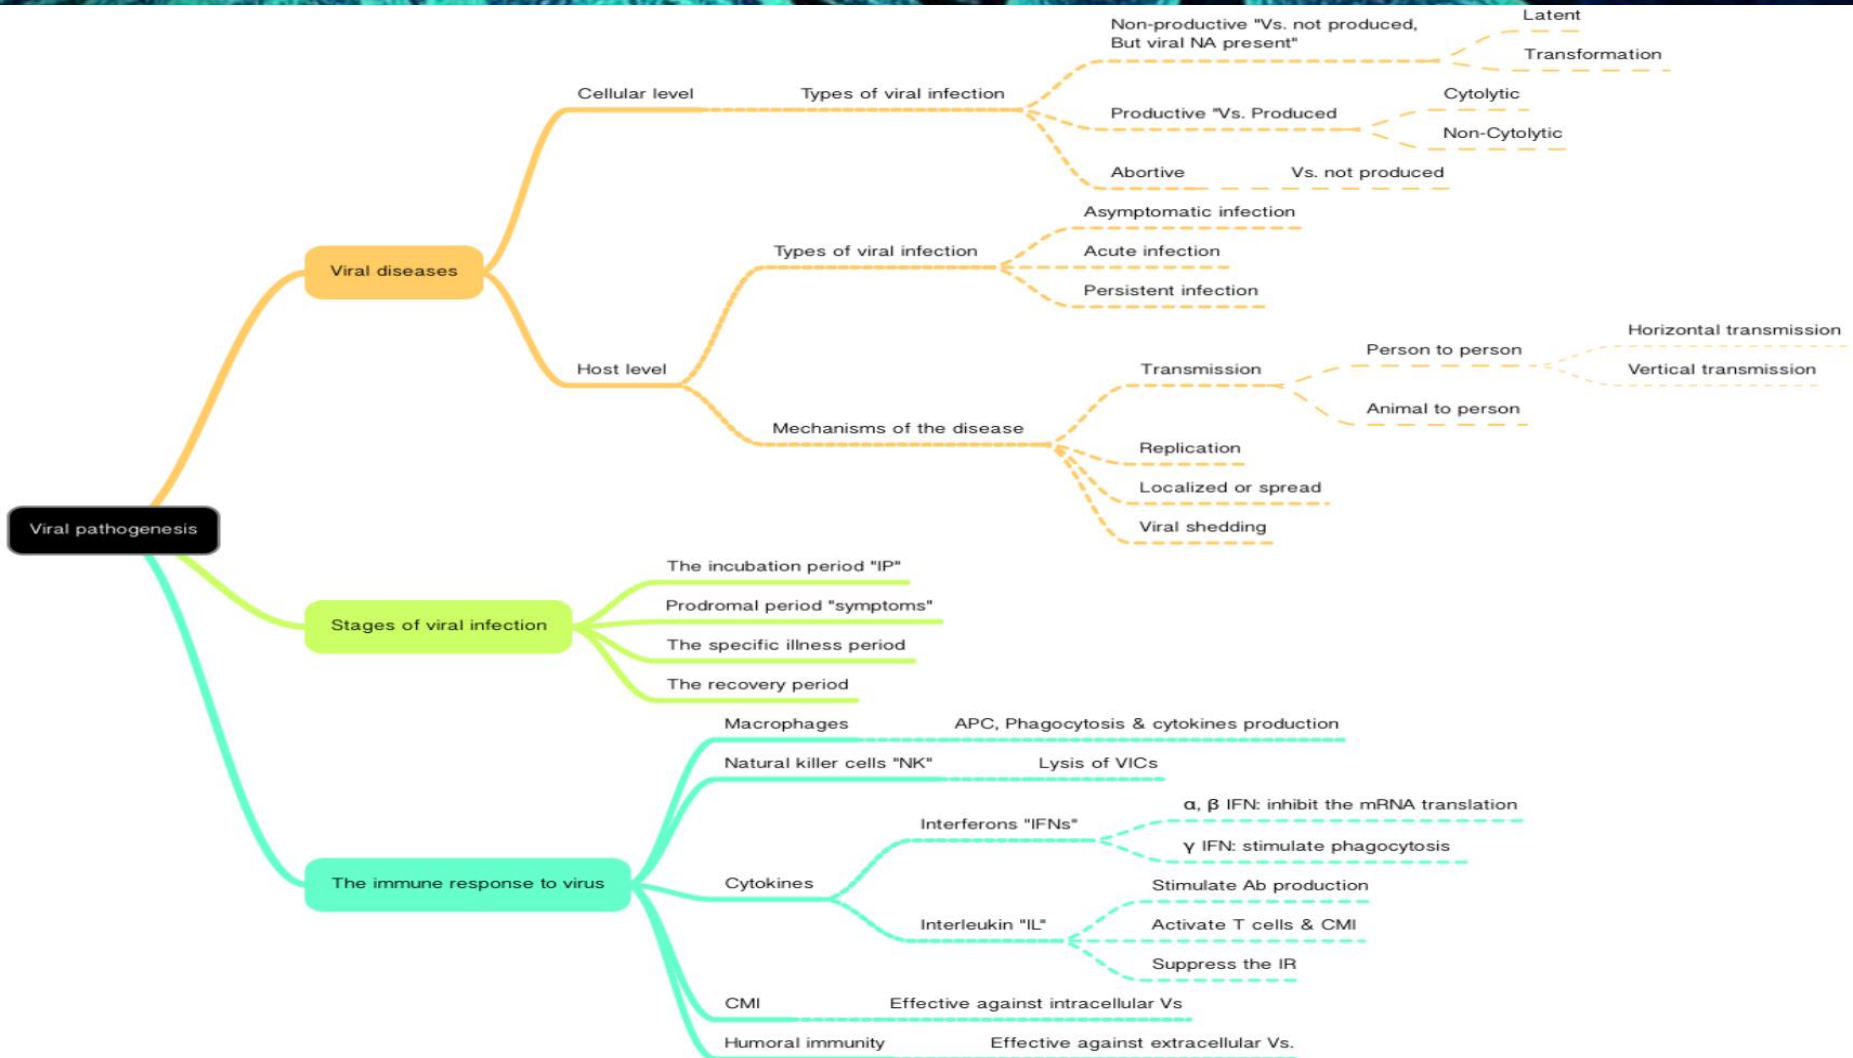 Viral pathogenesis
Viral diseases
Cellular level
Types of viral infection
Non-productive "Vs. not produced,
But viral NA present"
Latent
Transformation
Productive "Vs. Produced
Cytolytic
Non-Cytolytic
Abortive
Vs. not produced
Host level
Types of viral infection
Asymptomatic infection
Acute infection
Persistent infection
Mechanisms of the disease
Transmission
Person to person
Horizontal transmission
Vertical transmission
Animal to person
Replication
Localized or spread
Viral shedding
Stages of viral infection
The incubation period "IP"
Prodromal period "symptoms"
The specific illness period
The recovery period
The immune response to virus
Macrophages
APC, Phagocytosis & cytokines production
Natural killer cells "NK"
Lysis of VICs
Cytokines
Interferons "IFNs"
α, β IFN: inhibit the mRNA translation
γ IFN: stimulate phagocytosis
Interleukin "IL"
Stimulate Ab production
Activate T cells & CMI
Suppress the IR
CMI
Effective against intracellular Vs
Humoral immunity
Effective against extracellular Vs.